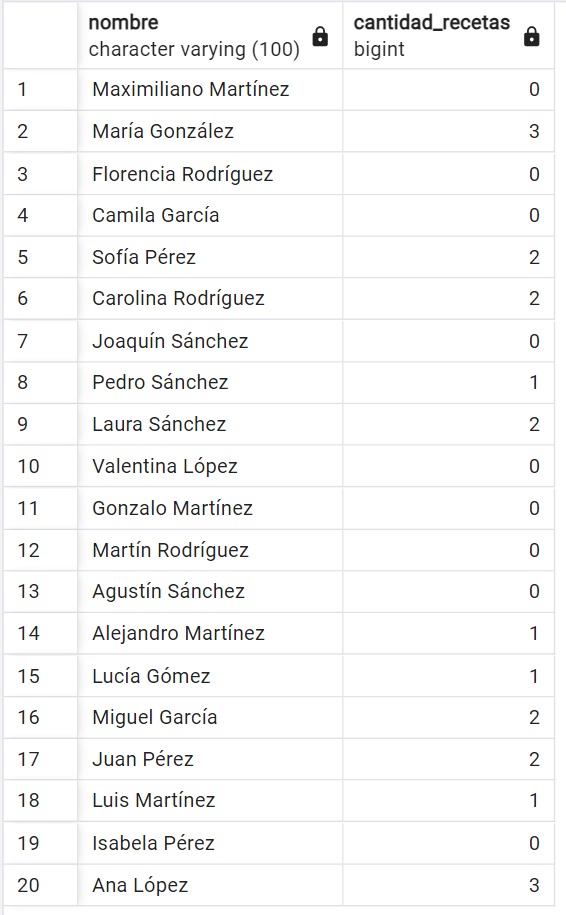 nombre cantidad_recetas
character varying (100) bigint
1 Maximiliano Martínez 0
2 María González 3
3 Florencia Rodríguez 0
4 Camila García 0
5 Sofía Pérez 2
6 Carolina Rodríguez 2
7 Joaquín Sánchez 0
8 Pedro Sánchez 1
9 Laura Sánchez 2
10 Valentina López 0
11 Gonzalo Martínez 0
12 Martín Rodríguez 0
13 Agustín Sánchez 0
14 Alejandro Martínez 1
15 Lucía Gómez 1
16 Miguel García 2
17 Juan Pérez 2
18 Luis Martínez 1
19 Isabela Pérez 0
20 Ana López 3